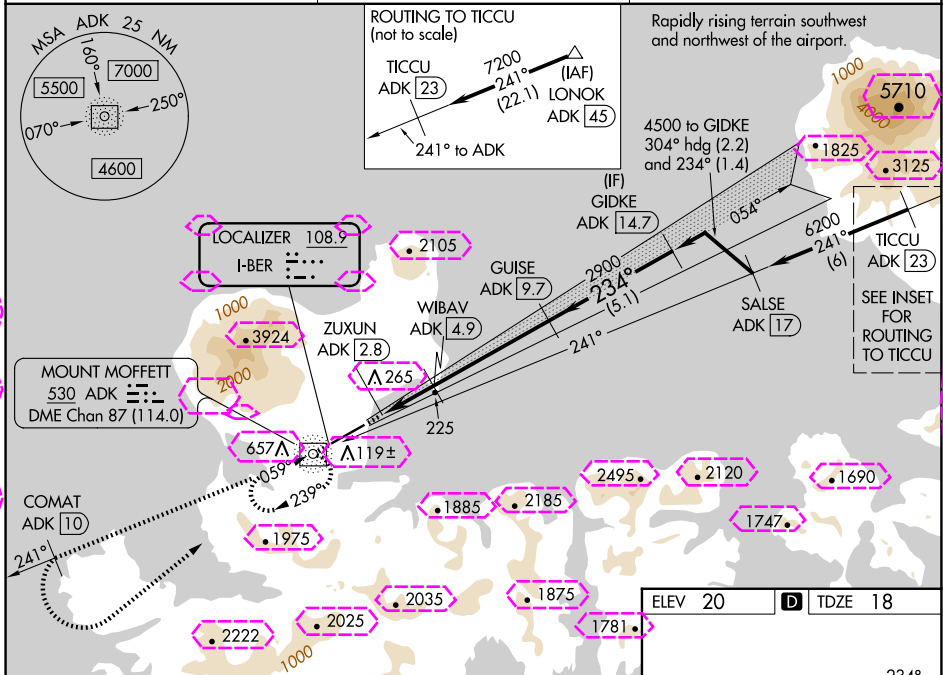 MSA ADK 25 NM
160°
5500
7000
250°
070°
4600
ROUTING TO TICCU
(not to scale)
7200
241°
(22.1)
(IAF)
LONOK
ADK 45
TICCU
ADK 23
241° to ADK
Rapidly rising terrain southwest
and northwest of the airport.
1000
5710
4000
1825
3125
4500 to GIDKE
304° hdg (2.2)
and 234° (1.4)
(IF)
GIDKE
ADK 14.7
054°
6200
241°
(6)
TICCU
ADK 23
SEE INSET
FOR
ROUTING
TO TICCU
SALSE
ADK 17
LOCALIZER 108.9
I-BER
2105
GUISE
ADK 9.7
2900
234°
(5.1)
241°
WIBAV
ADK 4.9
ZUXUN
ADK 2.8
1000
3924
2000
265
225
MOUNT MOFFETT
530 ADK
DME Chan 87 (114.0)
657
119±
059°
239°
COMAT
ADK 10
241°
1975
1885
2185
2495
2120
1690
1747
2035
1875
1781
2222
2025
1000
ELEV 20
D
TDZE 18
234°